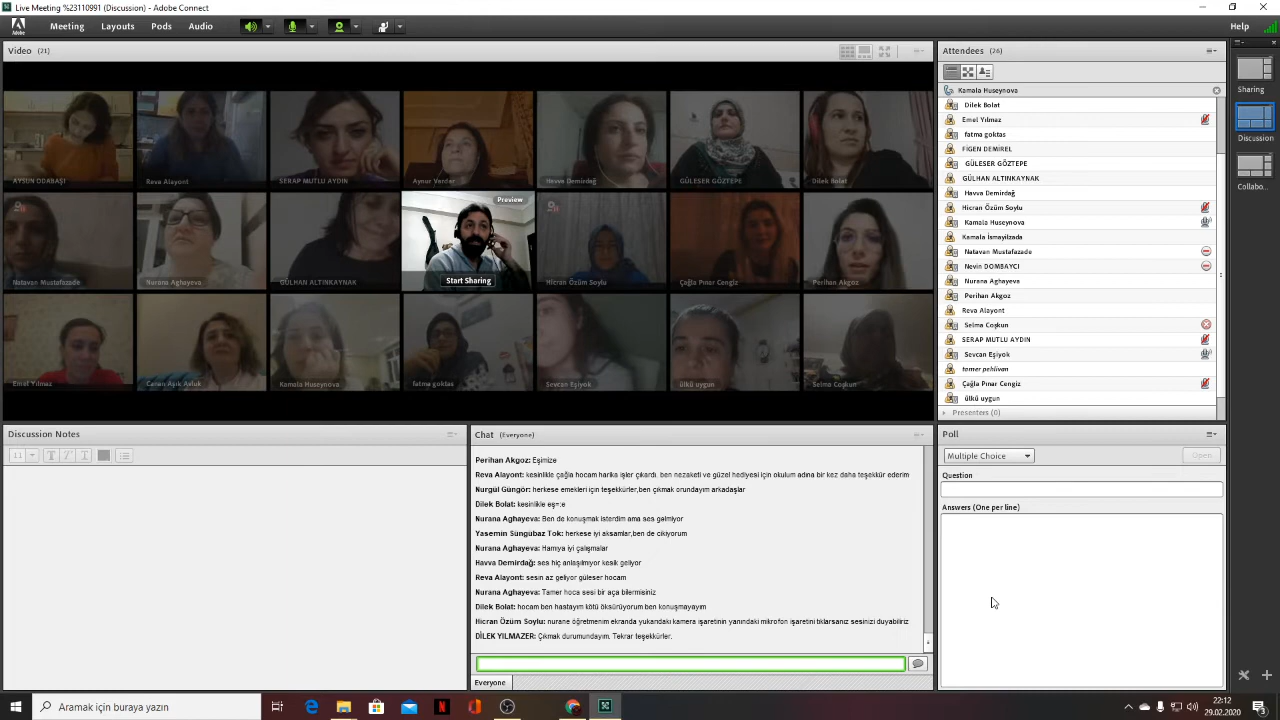 Live Meeting %23110991 (Discussion) - Adobe Connect
Meeting Layouts Pods Audio Help
Video (21)
AYSUN ODABAŞI
Reva Alayont
SERAP MUTLU AYDIN
Aynur Vardar
Havva Demirdağ
GÜLESER GÖZTEPE
Dilek Bolat
Natavan Mustafazade
Nurana Aghayeva
GÜLHAN ALTINKAYNAK
Preview
Start Sharing
Hicran Özüm Soylu
Çağla Pınar Cengiz
Perihan Akgoz
Emel Yılmaz
Canan Aşık Avluk
Kamala Huseynova
fatma goktas
Sevcan Eşiyok
ülkü uygun
Selma Coşkun
Attendees (26)
Kamala Huseynova
Dilek Bolat
Emel Yılmaz
fatma goktas
FİGEN DEMİREL
GÜLESER GÖZTEPE
GÜLHAN ALTINKAYNAK
Havva Demirdağ
Hicran Özüm Soylu
Kamala Huseynova
Kamala İsmayilzada
Natavan Mustafazade
Nevin DOMBAYCI
Nurana Aghayeva
Perihan Akgoz
Reva Alayont
Selma Coşkun
SERAP MUTLU AYDIN
Sevcan Eşiyok
tamer pehlivan
Çağla Pınar Cengiz
ülkü uygun
Presenters (0)
Sharing
Discussion
Collabo...
Discussion Notes
11
Chat (Everyone)
Perihan Akgoz: Eşimize
Reva Alayont: kesinlikle çağla hocam harika işler çıkardı. ben nezaketi ve güzel hediyesi için okulum adına bir kez daha teşekkür ederim
Nurgül Güngör: herkese emekleri için teşekkürler,ben çıkmak orundayım arkadaşlar
Dilek Bolat: kesinlikle eş=:e
Nurana Aghayeva: Ben de konuşmak isterdim ama ses gəlmiyor
Yasemin Süngübaz Tok: herkese iyi aksamlar,ben de cıkıyorum
Nurana Aghayeva: Hamıya iyi çalışmalar
Havva Demirdağ: ses hiç anlaşılmıyor kesik geliyor
Reva Alayont: sesın az geliyor güleser hocam
Nurana Aghayeva: Tamer hoca sesi bir aça bilermisiniz
Dilek Bolat: hocam ben hastayım kötü öksürüyorum ben konuşmayayım
Hicran Özüm Soylu: nurane öğretmenim ekranda yukarıdakı kamera işaretinin yanındaki mikrofon işaretini tıklarsanız sesinizi duyabiliriz
DİLEK YILMAZER: Çıkmak durumundayım. Tekrar teşekkürler.
Everyone
Poll
Multiple Choice
Open
Question
Answers (One per line)
Aramak için buraya yazın
22:12
29.02.2020